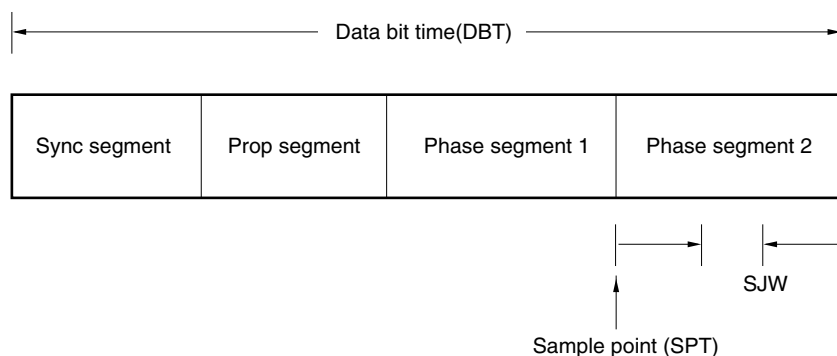 Data bit time(DBT)
Sync segment
Prop segment
Phase segment 1
Phase segment 2
SJW
Sample point (SPT)